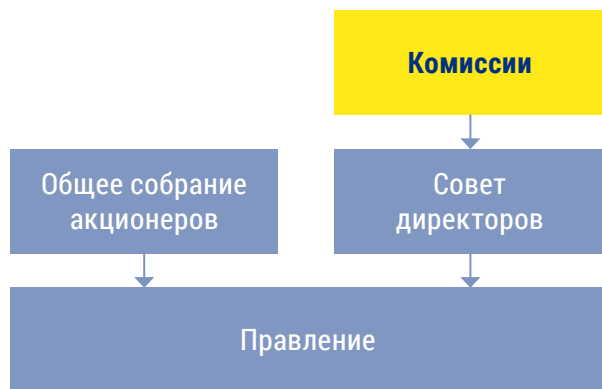 Комиссии
Общее собрание
акционеров
Совет
директоров
Правление